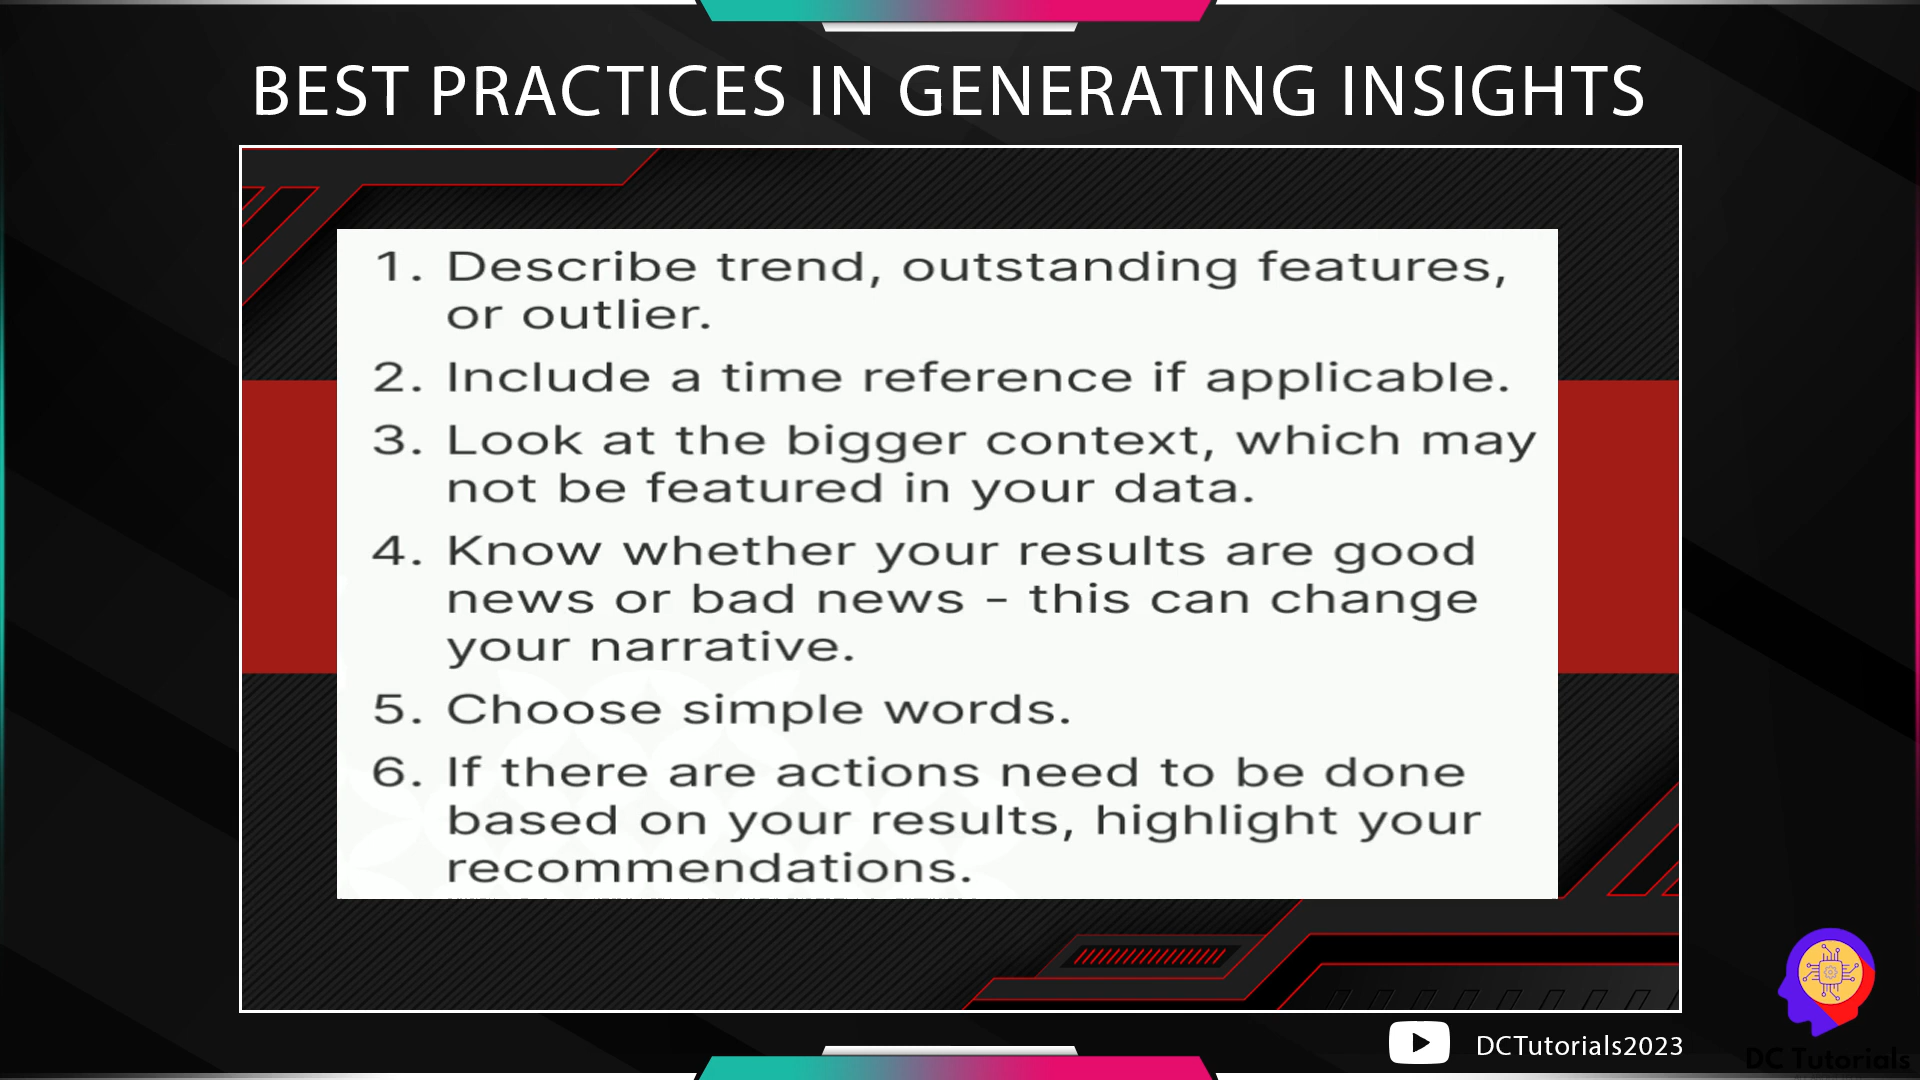 BEST PRACTICES IN GENERATING INSIGHTS
1. Describe trend, outstanding features,
or outlier.
2. Include a time reference if applicable.
3. Look at the bigger context, which may
not be featured in your data.
4. Know whether your results are good
news or bad news – this can change
your narrative.
5. Choose simple words.
6. If there are actions need to be done
based on your results, highlight your
recommendations.
DCTutorials2023
DC Tutorials